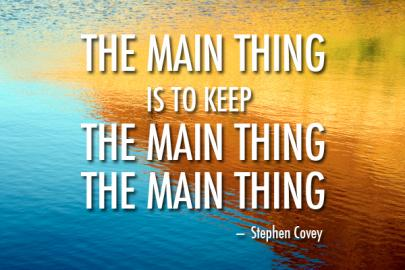 THE MAIN THING
IS TO KEEP
THE MAIN THING
THE MAIN THING
– Stephen Covey